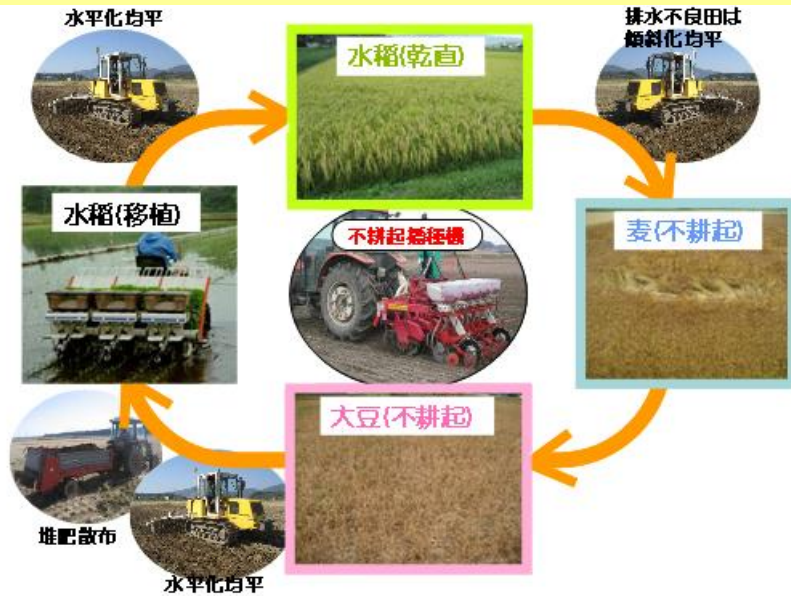 水平化均平
水稲(乾直)
排水不良田は
傾斜化均平
水稲(移植)
不耕起播種機
麦(不耕起)
大豆(不耕起)
堆肥散布
水平化均平